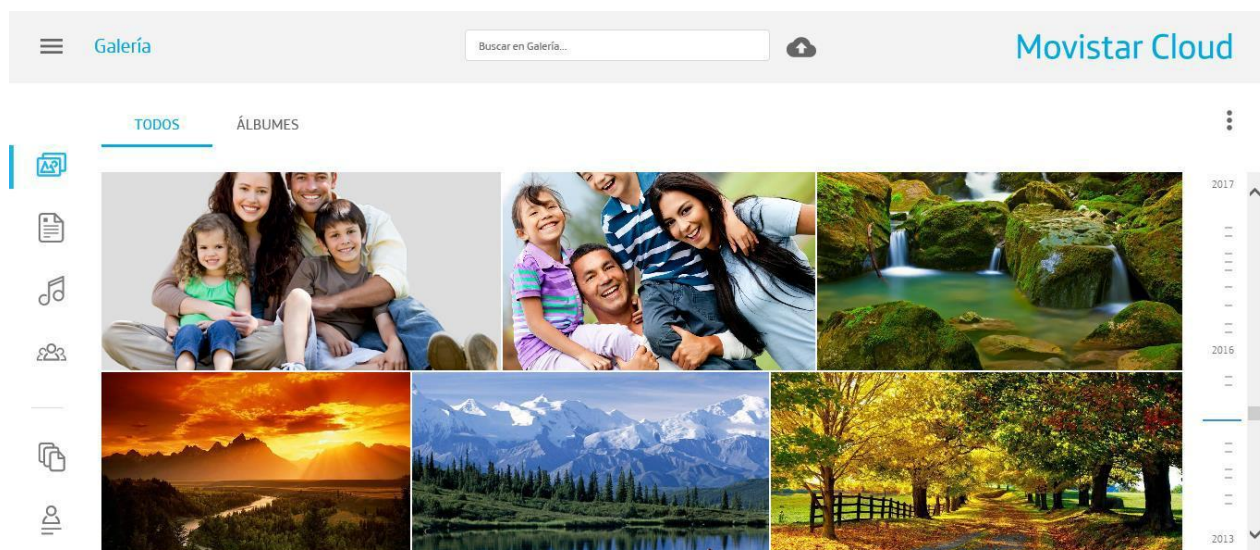 Galería
Buscar en Galería...
Movistar Cloud
TODOS
ÁLBUMES
2017
2016
2013